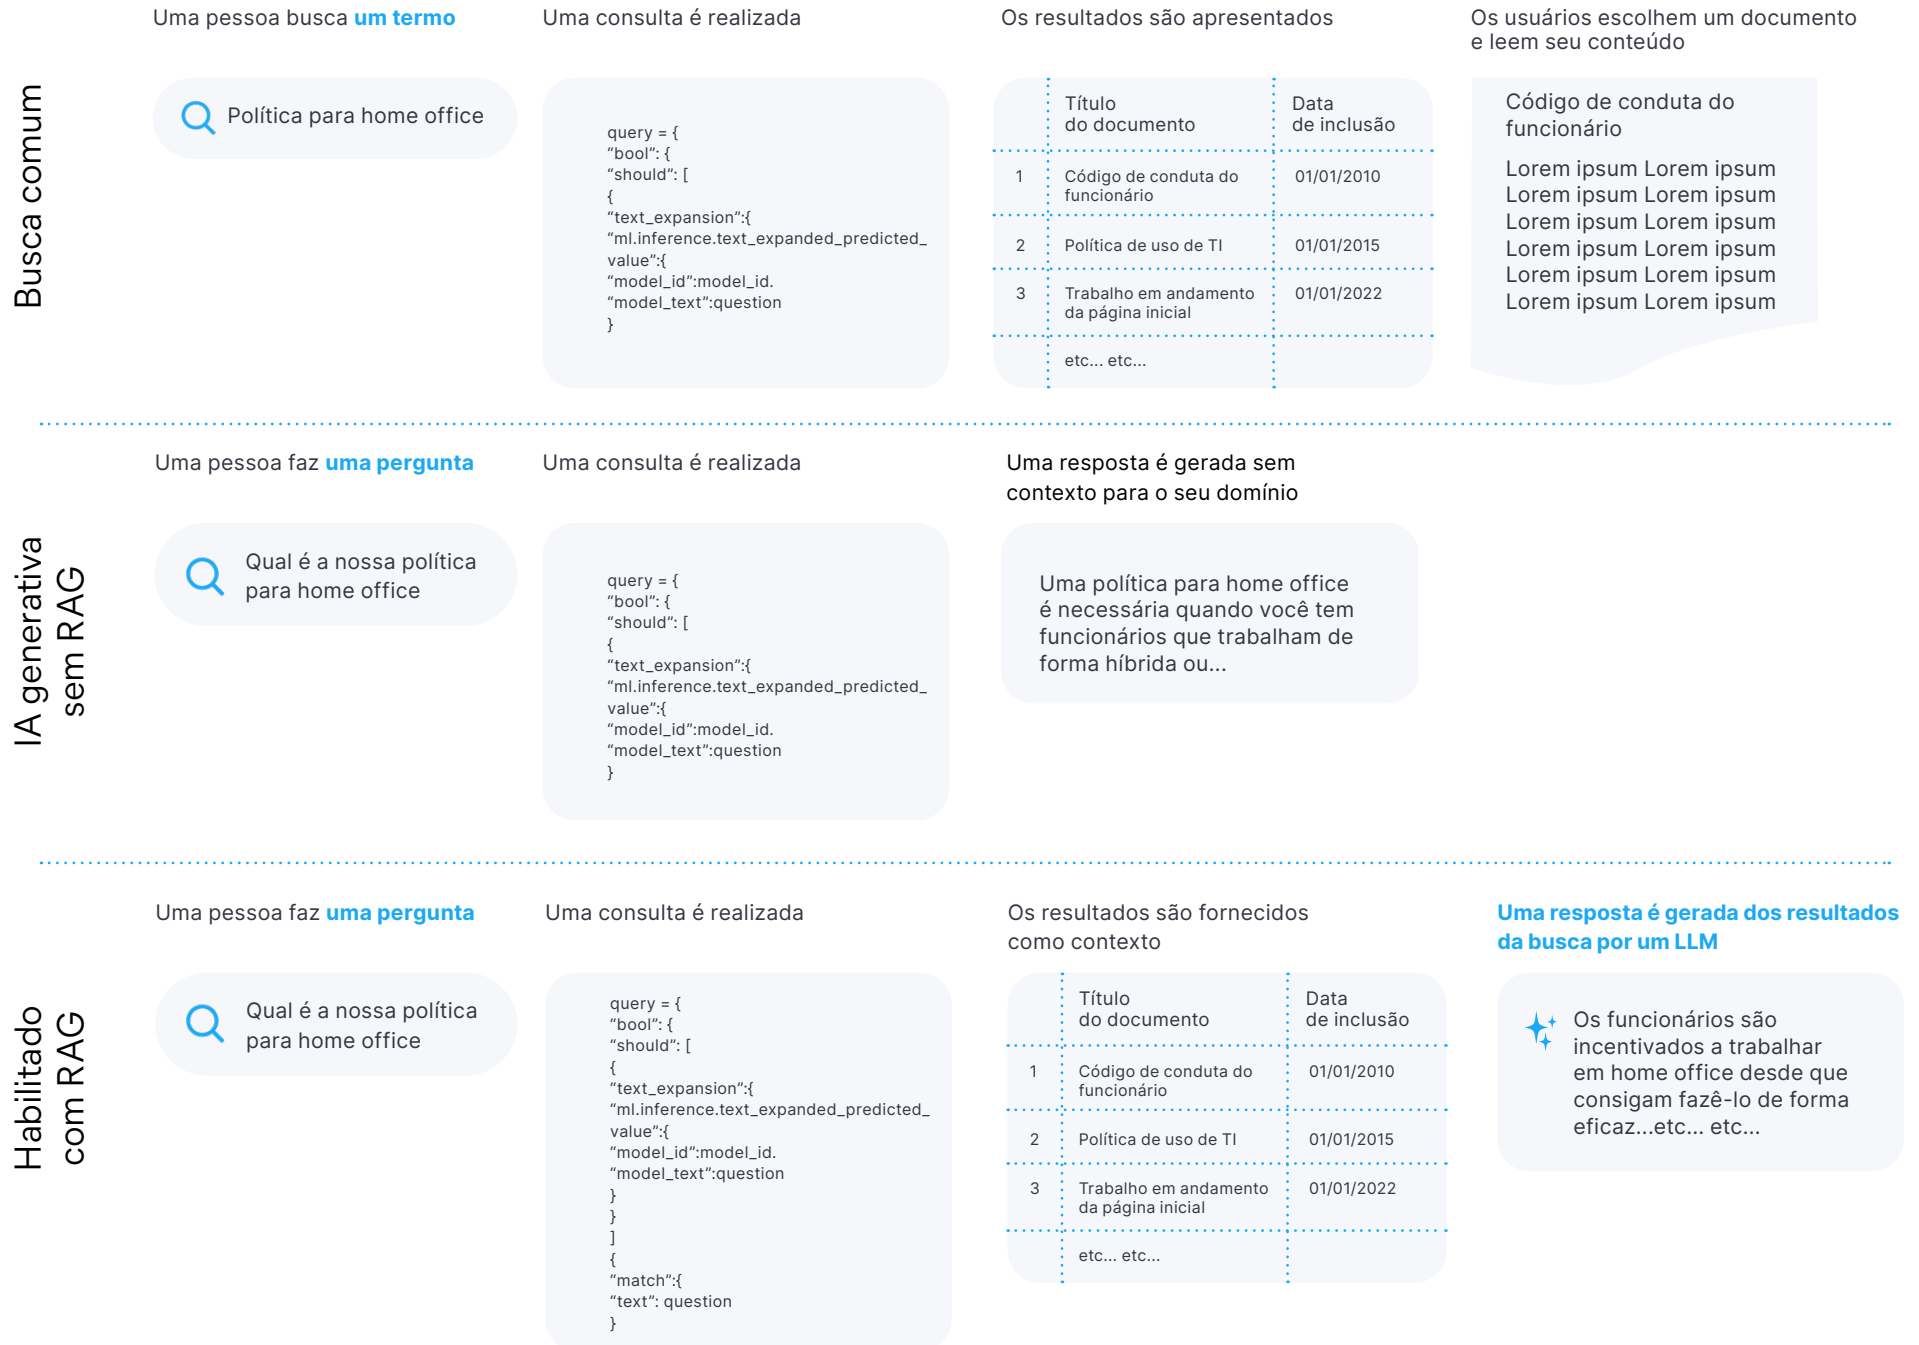 Busca comum
Uma pessoa busca um termo
Política para home office
Uma consulta é realizada
query = {
“bool”: {
“should”: [
{
“text_expansion”:{
“ml.inference.text_expanded_predicted_
value”:{
“model_id”:model_id.
“model_text”:question
}
Os resultados são apresentados
Título
do documento
Data
de inclusão
1 Código de conduta do
funcionário
01/01/2010
2 Política de uso de TI 01/01/2015
3 Trabalho em andamento
da página inicial
01/01/2022
etc... etc...
Os usuários escolhem um documento
e leem seu conteúdo
Código de conduta do
funcionário
Lorem ipsum Lorem ipsum
Lorem ipsum Lorem ipsum
Lorem ipsum Lorem ipsum
Lorem ipsum Lorem ipsum
Lorem ipsum Lorem ipsum
Lorem ipsum Lorem ipsum
IA generativa
sem RAG
Uma pessoa faz uma pergunta
Qual é a nossa política
para home office
Uma consulta é realizada
query = {
“bool”: {
“should”: [
{
“text_expansion”:{
“ml.inference.text_expanded_predicted_
value”:{
“model_id”:model_id.
“model_text”:question
}
Uma resposta é gerada sem
contexto para o seu domínio
Uma política para home office
é necessária quando você tem
funcionários que trabalham de
forma híbrida ou...
Habilitado
com RAG
Uma pessoa faz uma pergunta
Qual é a nossa política
para home office
Uma consulta é realizada
query = {
“bool”: {
“should”: [
{
“text_expansion”:{
“ml.inference.text_expanded_predicted_
value”:{
“model_id”:model_id.
“model_text”:question
}
}
]
{
“match”:{
“text”: question
}
Os resultados são fornecidos
como contexto
Título
do documento
Data
de inclusão
1 Código de conduta do
funcionário
01/01/2010
2 Política de uso de TI 01/01/2015
3 Trabalho em andamento
da página inicial
01/01/2022
etc... etc...
Uma resposta é gerada dos resultados
da busca por um LLM
Os funcionários são
incentivados a trabalhar
em home office desde que
consigam fazê-lo de forma
eficaz...etc... etc...